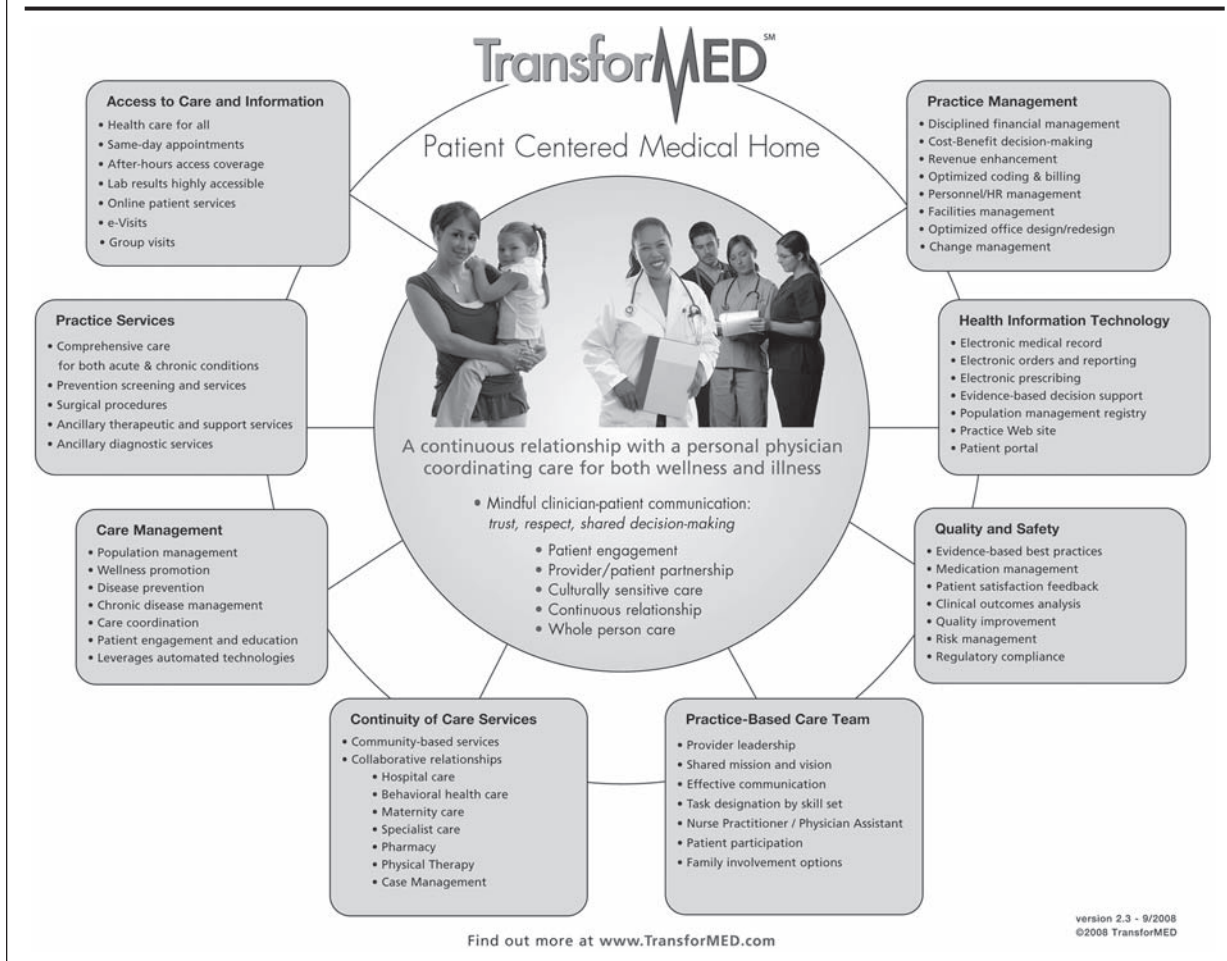 TransforMED℠
Patient Centered Medical Home
Access to Care and Information
• Health care for all
• Same-day appointments
• After-hours access coverage
• Lab results highly accessible
• Online patient services
• e-Visits
• Group visits
Practice Services
• Comprehensive care
for both acute & chronic conditions
• Prevention screening and services
• Surgical procedures
• Ancillary therapeutic and support services
• Ancillary diagnostic services
Care Management
• Population management
• Wellness promotion
• Disease prevention
• Chronic disease management
• Care coordination
• Patient engagement and education
• Leverages automated technologies
Continuity of Care Services
• Community-based services
• Collaborative relationships
• Hospital care
• Behavioral health care
• Maternity care
• Specialist care
• Pharmacy
• Physical Therapy
• Case Management
A continuous relationship with a personal physician
coordinating care for both wellness and illness
• Mindful clinician-patient communication:
trust, respect, shared decision-making
• Patient engagement
• Provider/patient partnership
• Culturally sensitive care
• Continuous relationship
• Whole person care
Practice Management
• Disciplined financial management
• Cost-Benefit decision-making
• Revenue enhancement
• Optimized coding & billing
• Personnel/HR management
• Facilities management
• Optimized office design/redesign
• Change management
Health Information Technology
• Electronic medical record
• Electronic orders and reporting
• Electronic prescribing
• Evidence-based decision support
• Population management registry
• Practice Web site
• Patient portal
Quality and Safety
• Evidence-based best practices
• Medication management
• Patient satisfaction feedback
• Clinical outcomes analysis
• Quality improvement
• Risk management
• Regulatory compliance
Practice-Based Care Team
• Provider leadership
• Shared mission and vision
• Effective communication
• Task designation by skill set
• Nurse Practitioner / Physician Assistant
• Patient participation
• Family involvement options
Find out more at www.TransforMED.com
version 2.3 - 9/2008
©2008 TransforMED